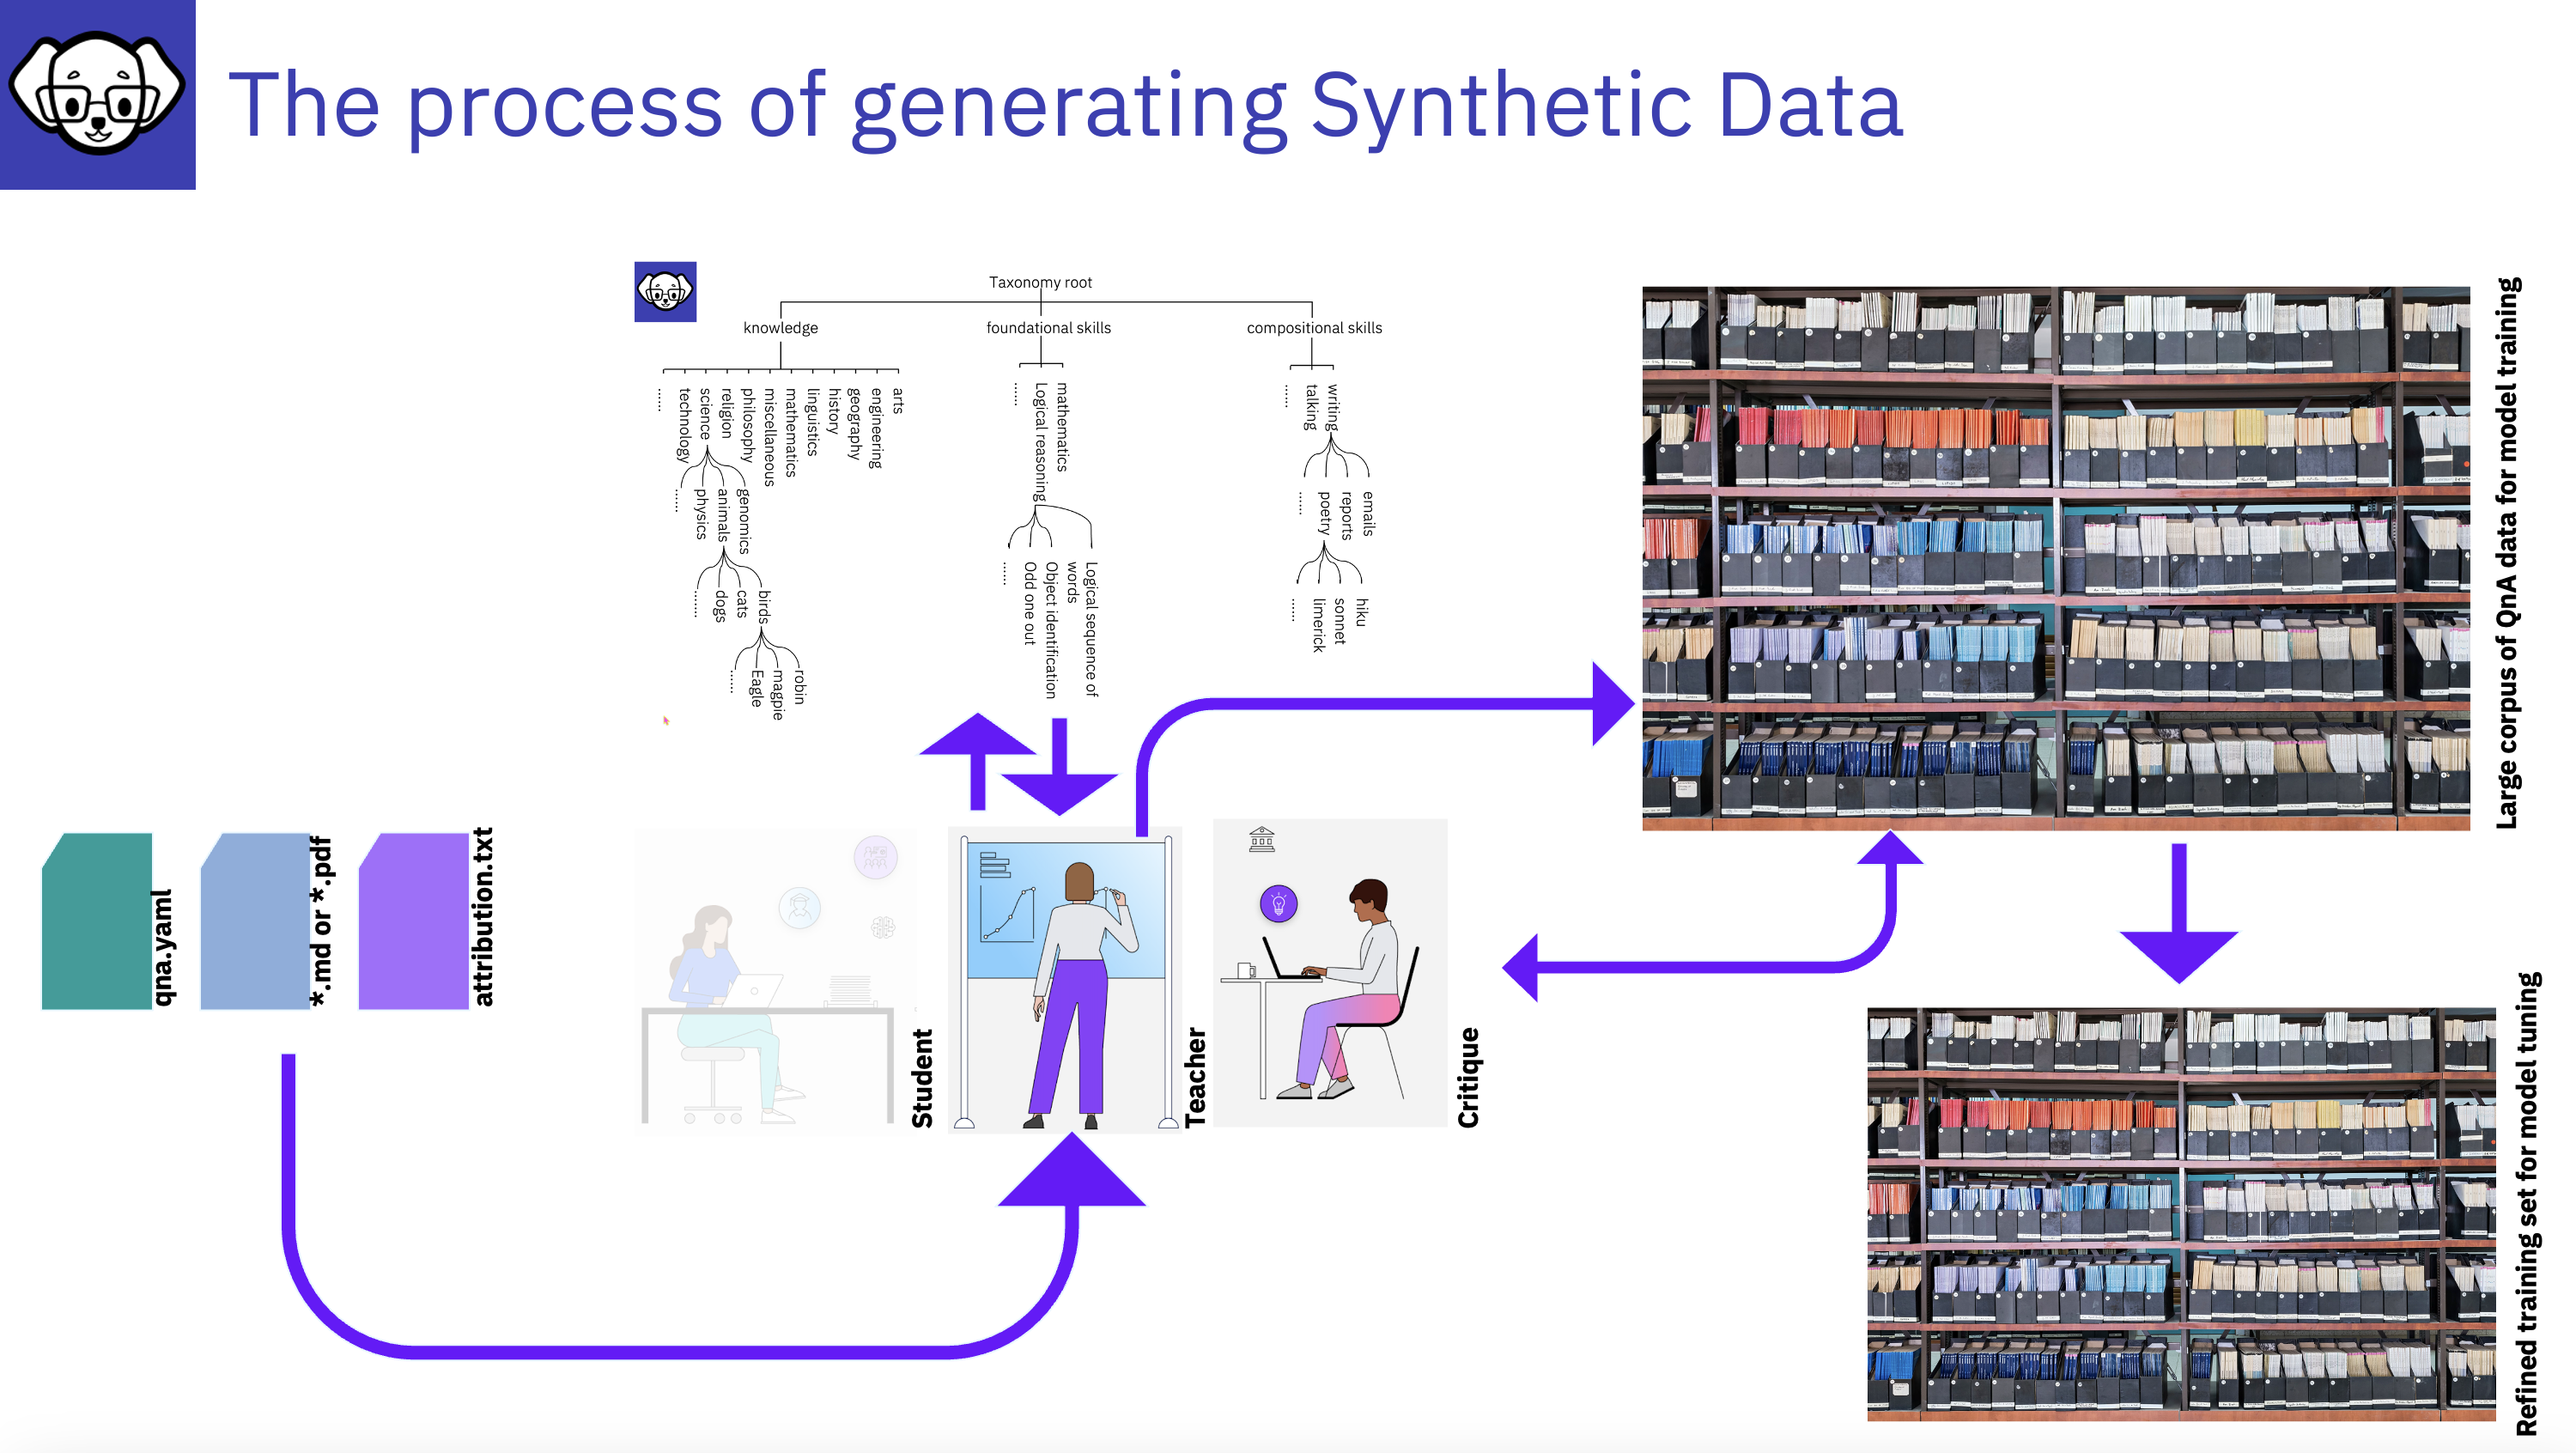 The process of generating Synthetic Data
Taxonomy root
knowledge
foundational skills
compositional skills
arts
engineering
geography
history
linguistics
mathematics
miscellaneous
philosophy
religion
science
technology
......
genomics
animals
physics
......
birds
cats
dogs
.......
robin
magpie
Eagle
......
mathematics
Logical reasoning
......
Logical sequence of
words
Object identification
Odd one out
......
writing
talking
......
emails
reports
poetry
......
hiku
sonnet
limerick
......
qna.yaml
*.md or *.pdf
attribution.txt
Student
Teacher
Critique
Large corpus of QnA data for model training
Refined training set for model tuning